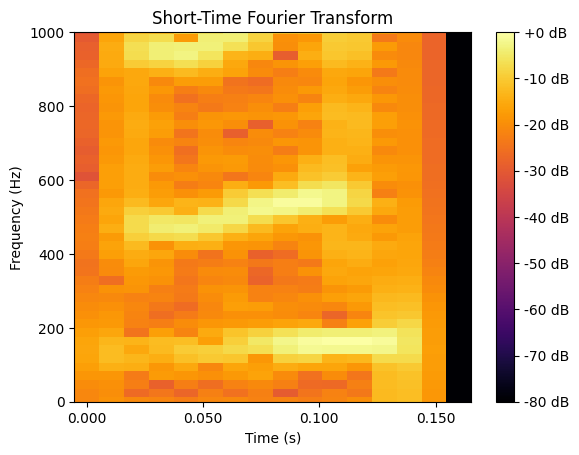 Short-Time Fourier Transform
1000
800
600
400
200
0
Frequency (Hz)
0.000
0.050
0.100
0.150
Time (s)
+0 dB
-10 dB
-20 dB
-30 dB
-40 dB
-50 dB
-60 dB
-70 dB
-80 dB